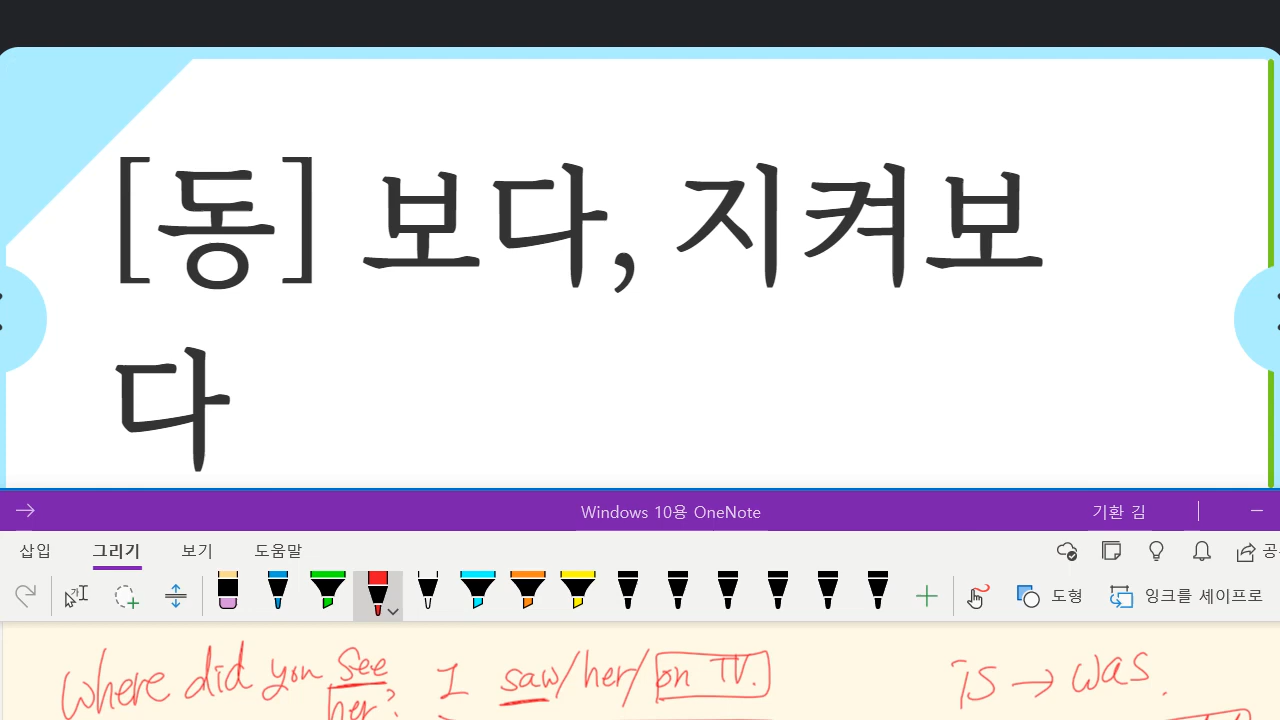 [동] 보다, 지켜보
다
Windows 10용 OneNote
기환 김
삽입 그리기 보기 도움말
공
도형 잉크를 셰이프로
Where did you see I saw/her/on TV. is → was.
her?